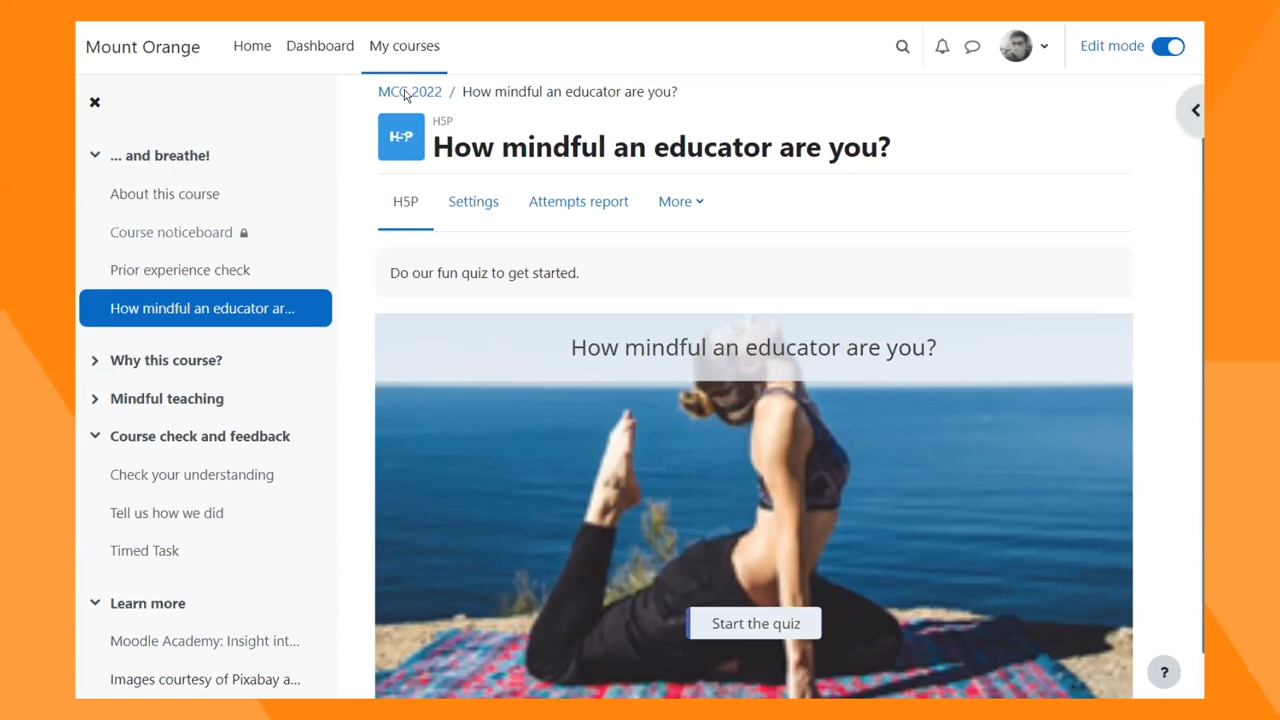 Mount Orange
Home
Dashboard
My courses
Edit mode
... and breathe!
About this course
Course noticeboard
Prior experience check
How mindful an educator ar...
Why this course?
Mindful teaching
Course check and feedback
Check your understanding
Tell us how we did
Timed Task
Learn more
Moodle Academy: Insight int...
Images courtesy of Pixabay a...
MCC 2022 / How mindful an educator are you?
H5P
H5P
How mindful an educator are you?
H5P
Settings
Attempts report
More
Do our fun quiz to get started.
How mindful an educator are you?
Start the quiz
?